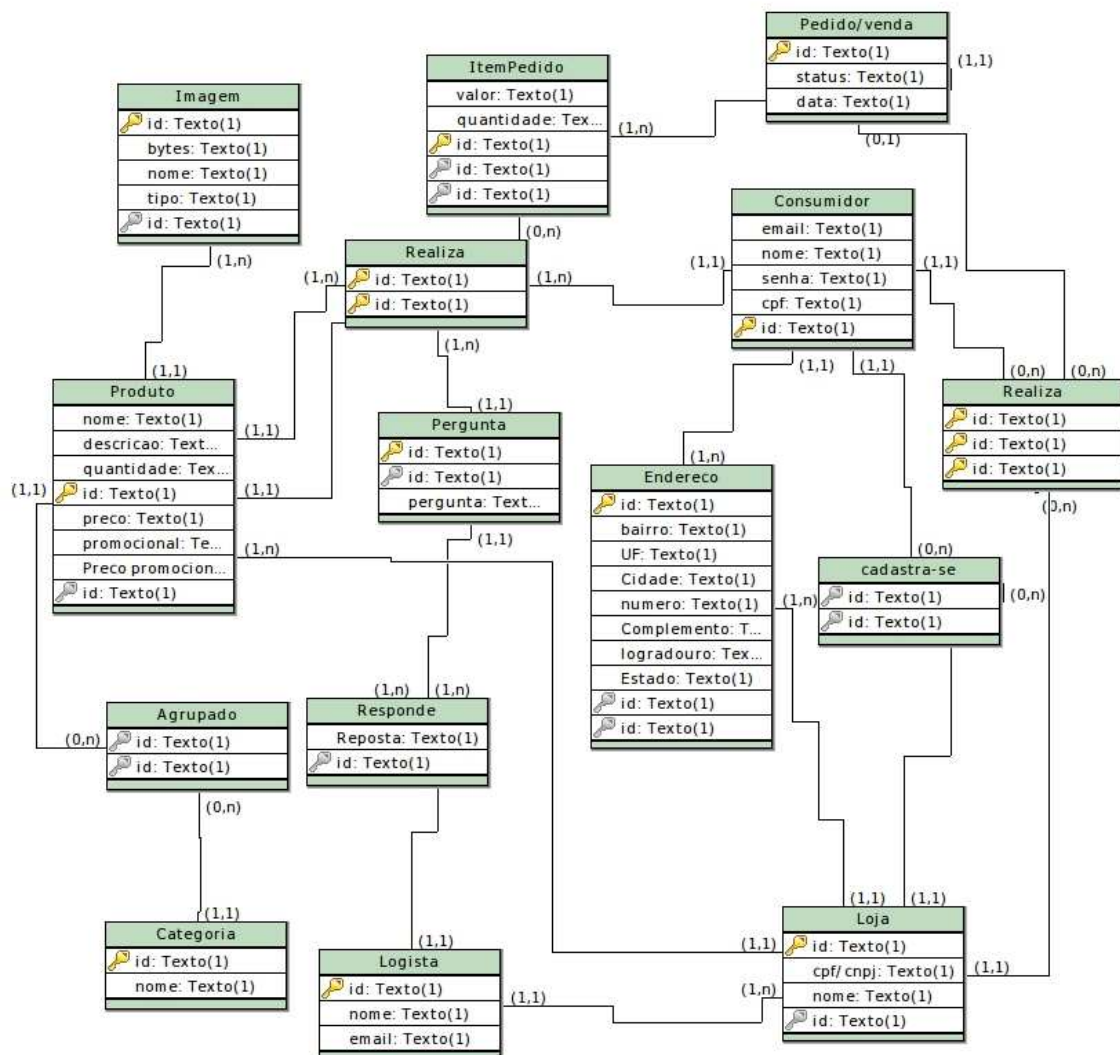 Pedido/venda
id: Texto(1)
status: Texto(1)
data: Texto(1)
(1,1)
(0,1)
ItemPedido
valor: Texto(1)
quantidade: Tex...
id: Texto(1)
id: Texto(1)
id: Texto(1)
(1,n)
(0,n)
Imagem
id: Texto(1)
bytes: Texto(1)
nome: Texto(1)
tipo: Texto(1)
id: Texto(1)
(1,n)
Consumidor
email: Texto(1)
nome: Texto(1)
senha: Texto(1)
cpf: Texto(1)
id: Texto(1)
(1,1)
(1,1)
(1,1)
(1,1)
Realiza
id: Texto(1)
id: Texto(1)
(1,n)
(1,n)
(1,n)
(1,1)
Produto
nome: Texto(1)
descricao: Text...
quantidade: Tex...
id: Texto(1)
preco: Texto(1)
promocional: Te...
Preco promocion...
id: Texto(1)
(1,1)
(1,1)
(1,1)
(1,n)
(0,n)
(0,n)
Realiza
id: Texto(1)
id: Texto(1)
id: Texto(1)
(0,n)
(1,1)
Pergunta
id: Texto(1)
id: Texto(1)
pergunta: Text...
(1,1)
(1,n)
Endereco
id: Texto(1)
bairro: Texto(1)
UF: Texto(1)
Cidade: Texto(1)
numero: Texto(1)
Complemento: T...
logradouro: Tex...
Estado: Texto(1)
id: Texto(1)
id: Texto(1)
(1,n)
(0,n)
cadastra-se
id: Texto(1)
id: Texto(1)
(0,n)
(0,n)
Agrupado
id: Texto(1)
id: Texto(1)
(0,n)
(1,n)
(1,n)
Responde
Reposta: Texto(1)
id: Texto(1)
(1,1)
Categoria
id: Texto(1)
nome: Texto(1)
(1,1)
Logista
id: Texto(1)
nome: Texto(1)
email: Texto(1)
(1,1)
(1,1)
(1,1)
Loja
id: Texto(1)
cpf/cnpj: Texto(1)
nome: Texto(1)
id: Texto(1)
(1,1)
(1,n)
(1,1)